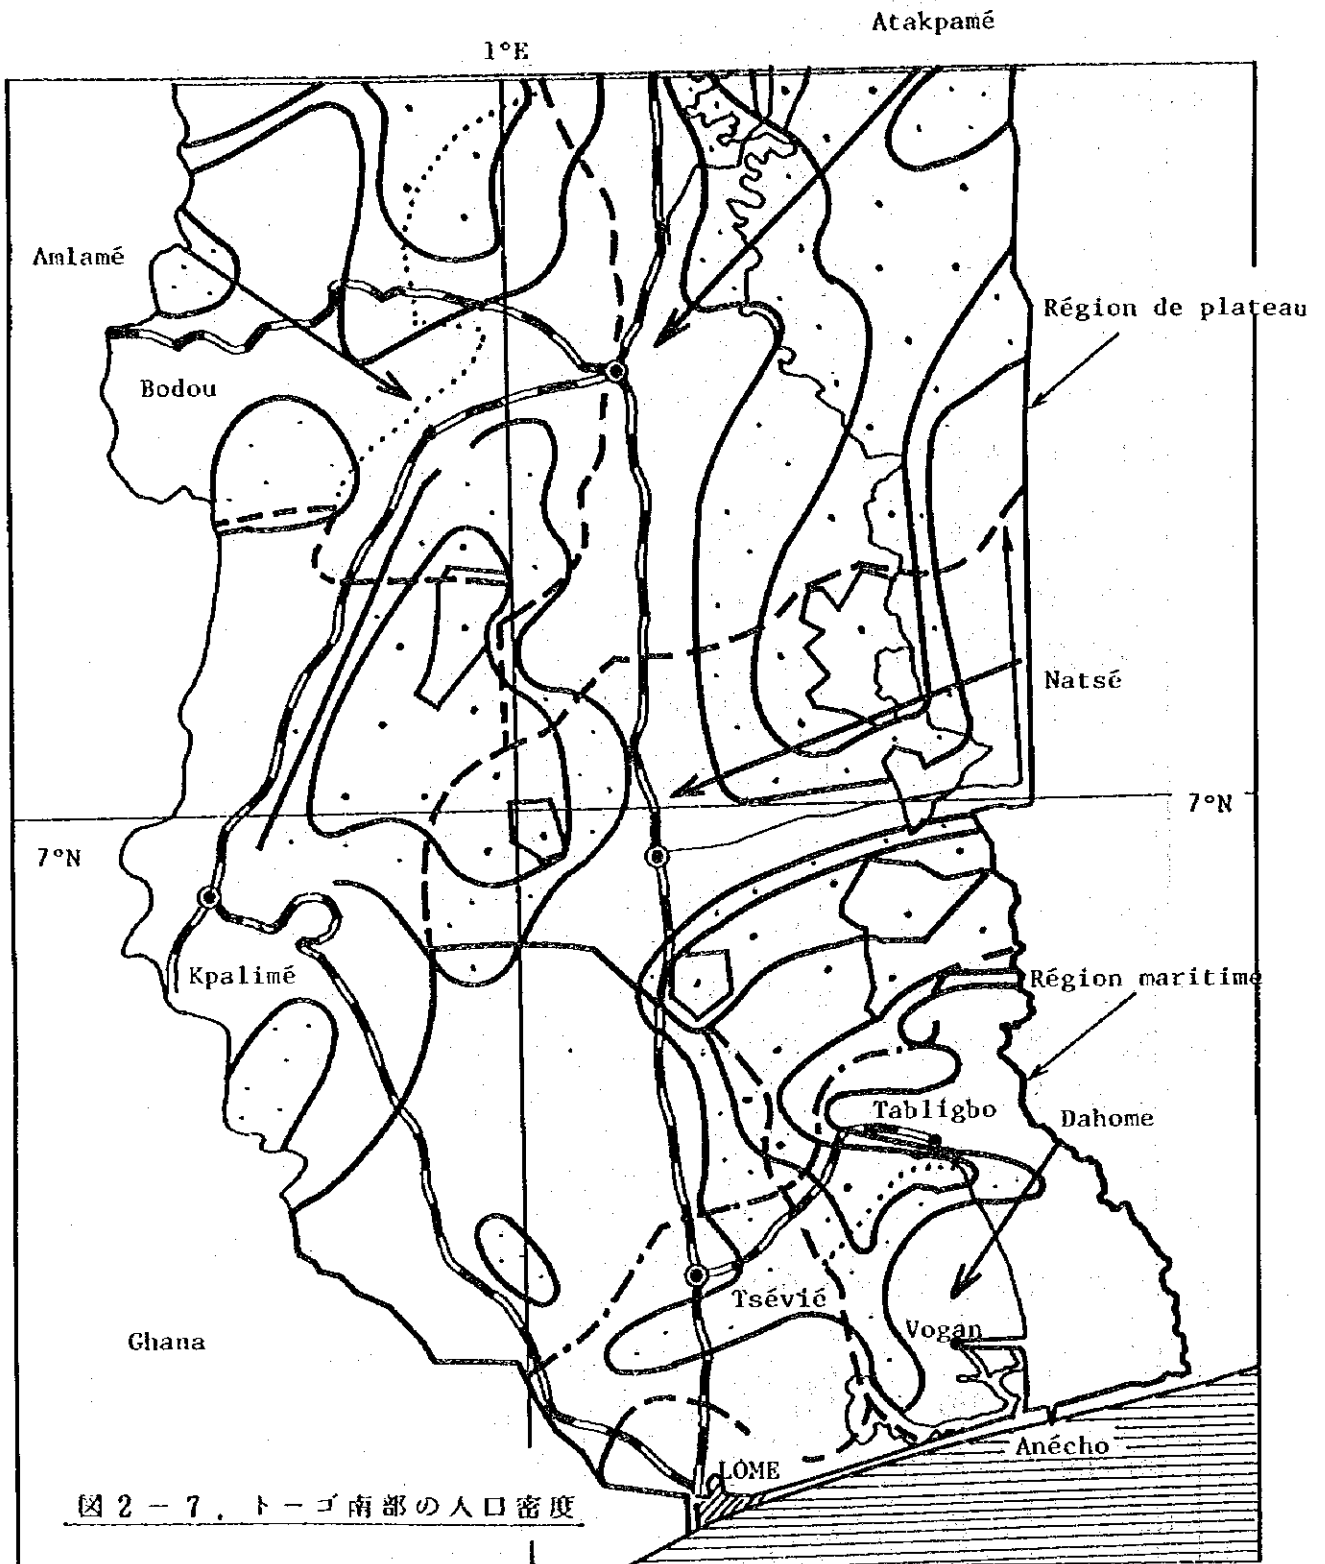 Atakpamé
1°E
Amlamé
Région de plateau
Bodou
Natsé
7°N
7°N
Kpalimé
Région maritime
Tabligbo
Dahome
Tsévié
Vogan
Ghana
Anécho
LOME
図2-7. トーゴ南部の人口密度